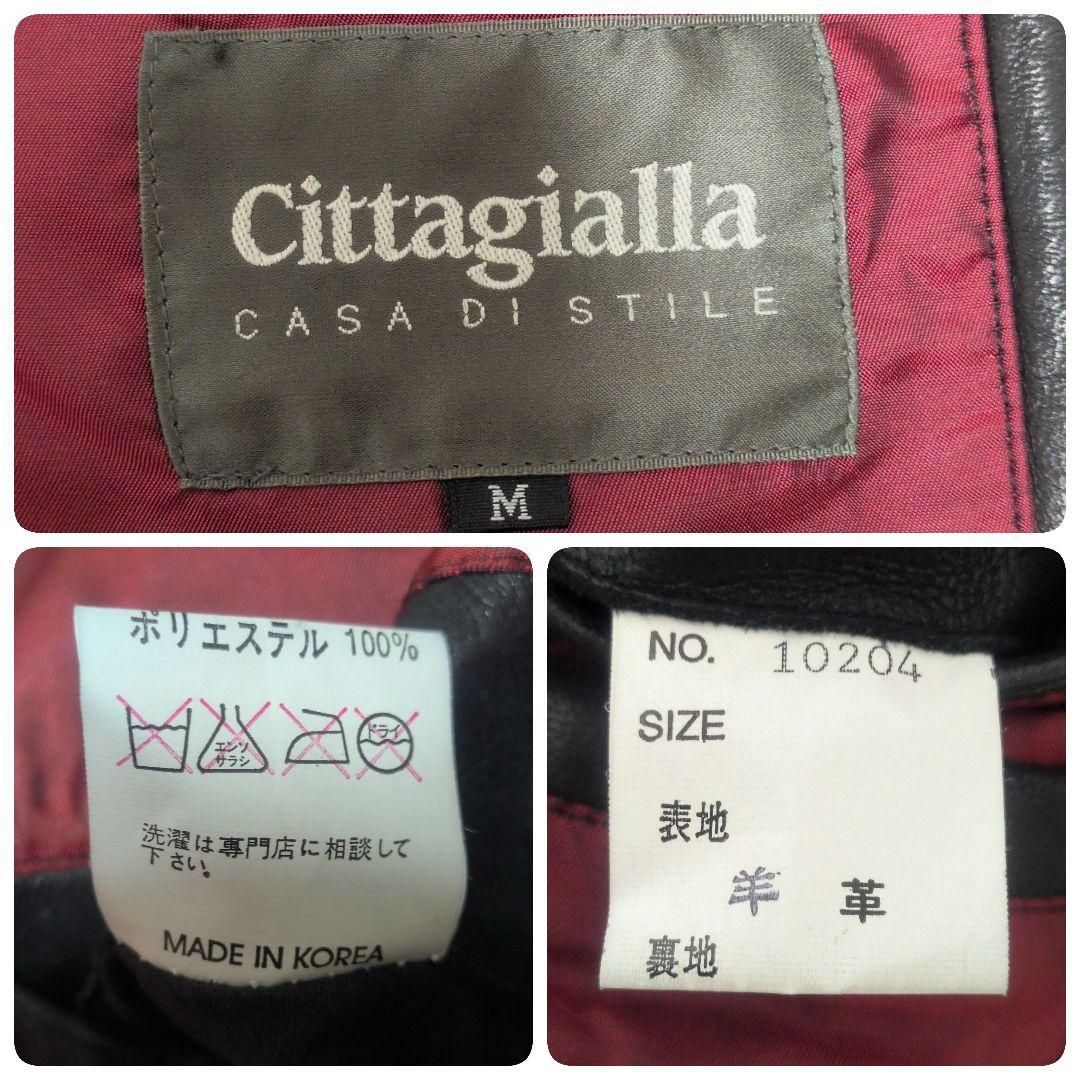 Cittagialla
CASA DI STILE
M
ポリエステル 100%
エンソ
サラシ
ドライ
洗濯は専門店に相談して
下さい。
MADE IN KOREA
NO. 10204
SIZE
表地
羊 革
裏地